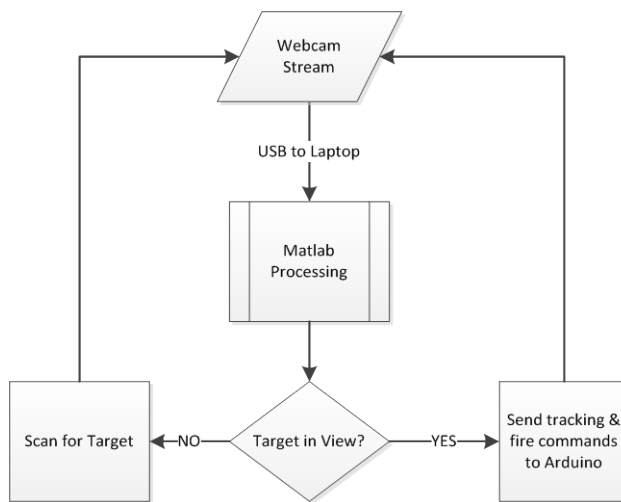 Webcam
Stream
USB to Laptop
Matlab
Processing
Scan for Target
NO
Target in View?
YES
Send tracking &
fire commands
to Arduino